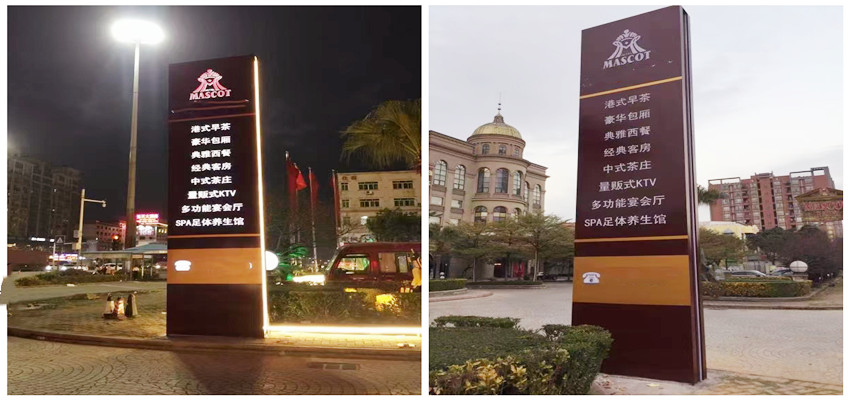 MASCOT
港式早茶
豪华包厢
典雅西餐
经典客房
中式茶庄
量贩式KTV
多功能宴会厅
SPA足体养生馆
MASCOT
港式早茶
豪华包厢
典雅西餐
经典客房
中式茶庄
量贩式KTV
多功能宴会厅
SPA足体养生馆